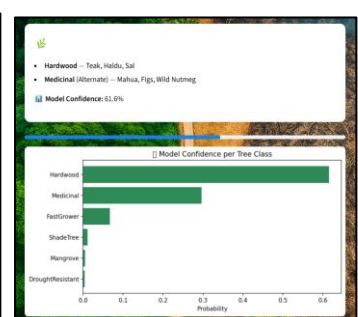 • Hardwood — Teak, Haldu, Sal
• Medicinal (Alternate) — Mahua, Figs, Wild Nutmeg
Model Confidence: 61.6%
Model Confidence per Tree Class
Hardwood
Medicinal
FastGrower
ShadeTree
Mangrove
DroughtResistant
0.0 0.1 0.2 0.3 0.4 0.5 0.6
Probability